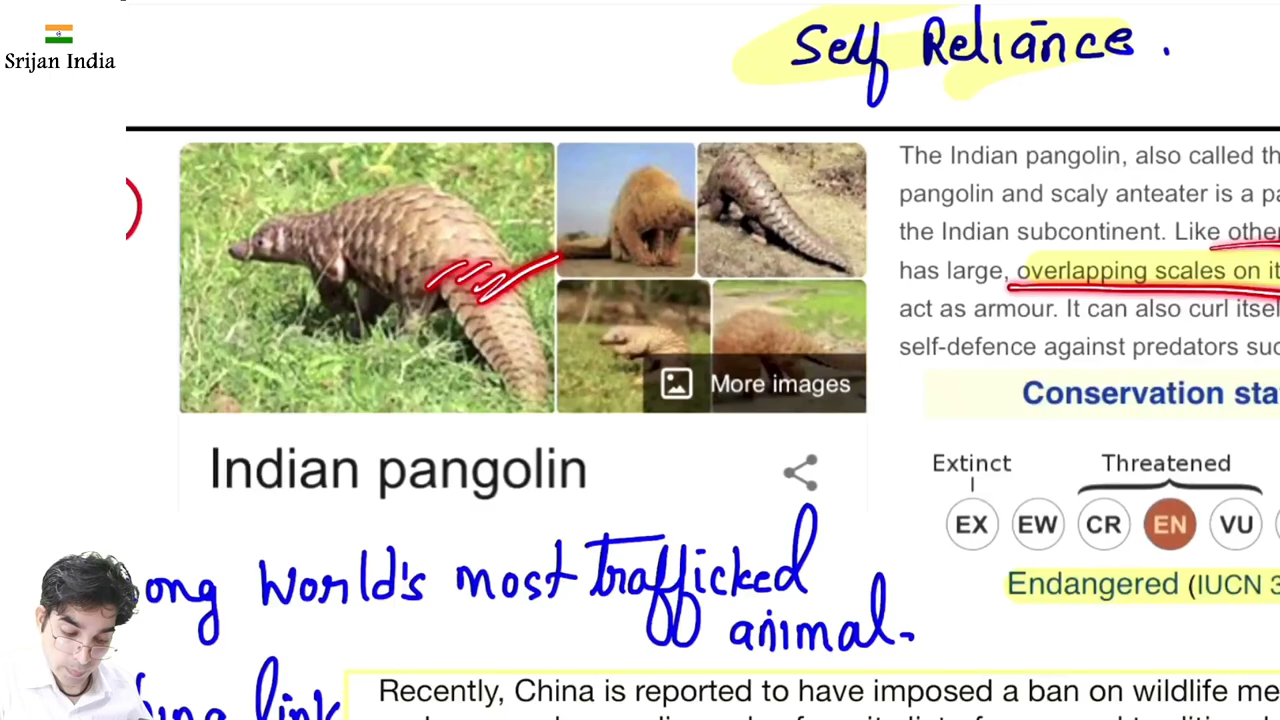 Srijan India
Self Reliance.
The Indian pangolin, also called th
pangolin and scaly anteater is a pa
the Indian subcontinent. Like other
has large, overlapping scales on it
act as armour. It can also curl itsel
self-defence against predators suc
More images
Indian pangolin
Conservation sta
Extinct
Threatened
EX EW CR EN VU
Endangered (IUCN 3
ong world's most trafficked
animal.
link
Recently, China is reported to have imposed a ban on wildlife me